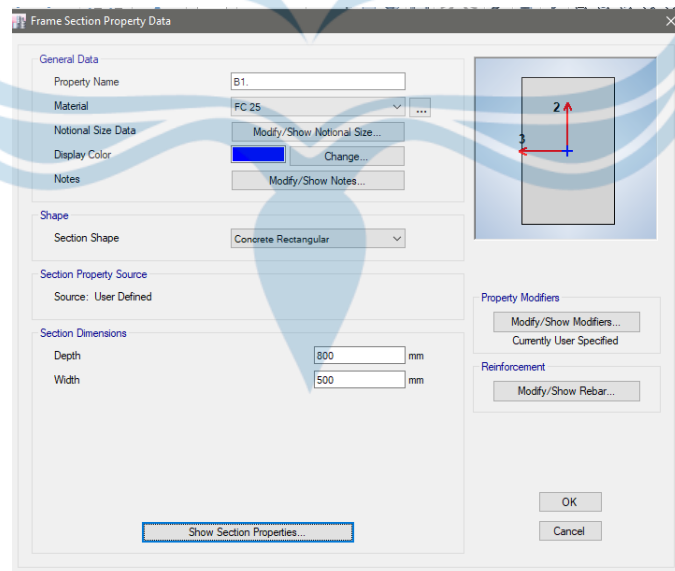 Frame Section Property Data
General Data
Property Name B1.
Material FC 25 ...
Notional Size Data Modify/Show Notional Size...
Display Color Change...
Notes Modify/Show Notes...
2
3
Shape
Section Shape Concrete Rectangular
Section Property Source
Source: User Defined
Property Modifiers
Modify/Show Modifiers...
Currently User Specified
Section Dimensions
Depth 800 mm
Width 500 mm
Reinforcement
Modify/Show Rebar...
Show Section Properties...
OK
Cancel